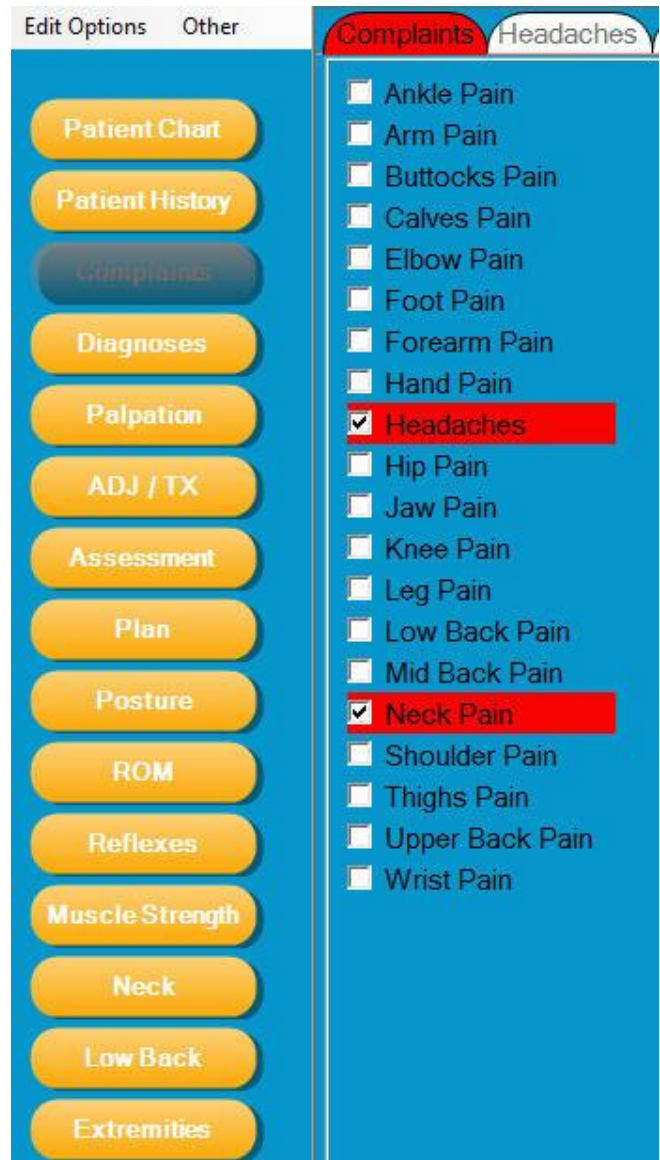 Edit Options Other
Complaints Headaches
Patient Chart
Patient History
Complaints
Diagnoses
Palpation
ADJ / TX
Assessment
Plan
Posture
ROM
Reflexes
Muscle Strength
Neck
Low Back
Extremities
Ankle Pain
Arm Pain
Buttocks Pain
Calves Pain
Elbow Pain
Foot Pain
Forearm Pain
Hand Pain
Headaches
Hip Pain
Jaw Pain
Knee Pain
Leg Pain
Low Back Pain
Mid Back Pain
Neck Pain
Shoulder Pain
Thighs Pain
Upper Back Pain
Wrist Pain